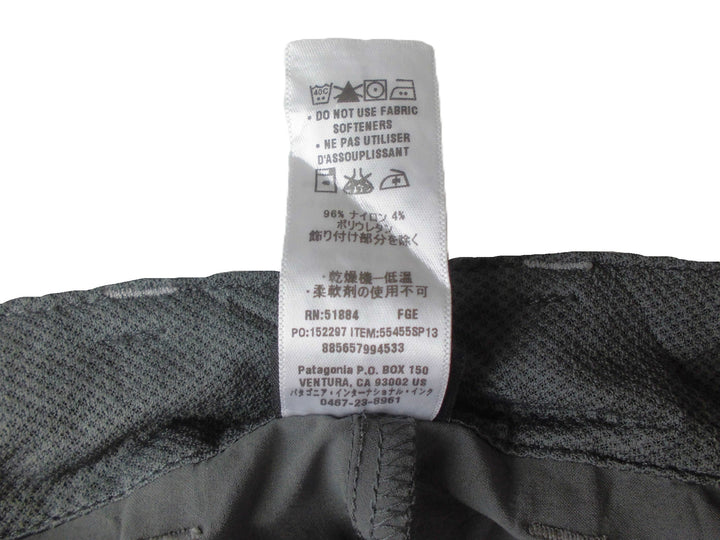 40C
• DO NOT USE FABRIC
SOFTENERS
• NE PAS UTILISER
D'ASSOUPLISSANT
96% ナイロン 4%
ポリウレタン
飾り付け部分を除く
・乾燥機一低温
・柔軟剤の使用不可
RN:51884 FGE
PO:152297 ITEM:55455SP13
885657994533
Patagonia P.O. BOX 150
VENTURA, CA 93002 US
パタゴニア・インターナショナル・インク
0467-23-8961